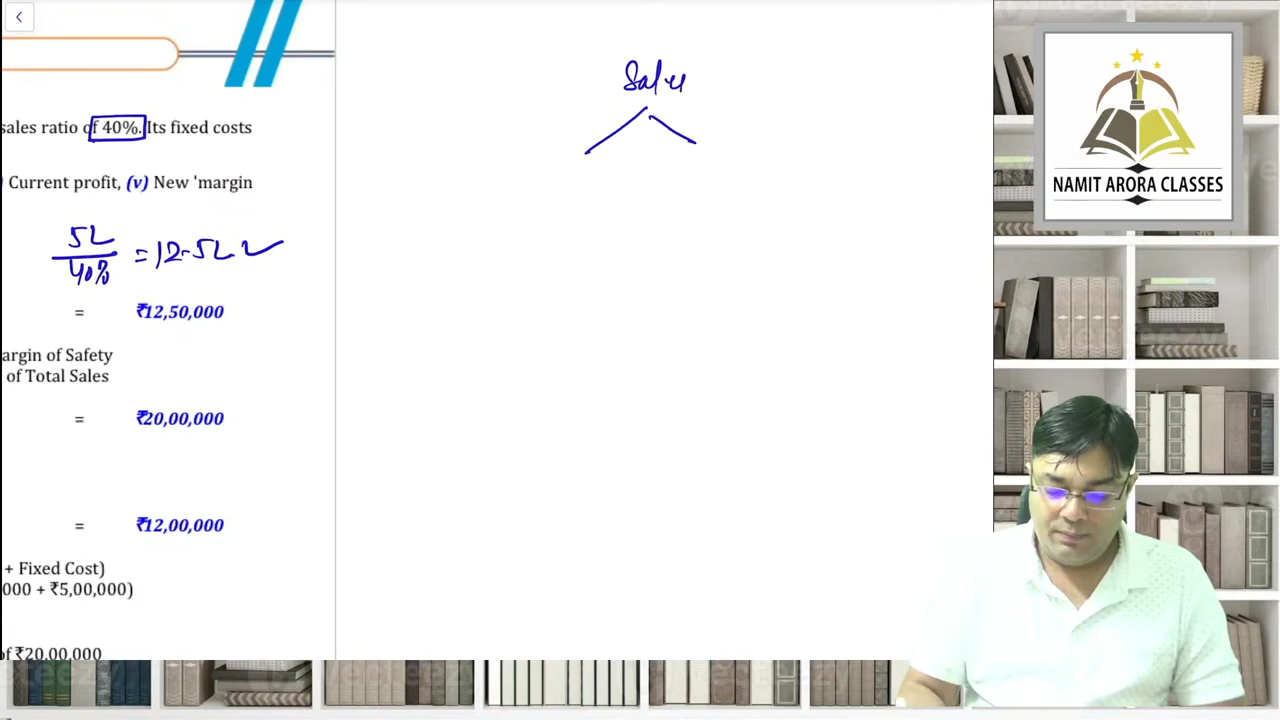 sales ratio of 40%. Its fixed costs
Current profit, (v) New 'margin
5L
40%
= 12.5L
= ₹12,50,000
argin of Safety
of Total Sales
= ₹20,00,000
= ₹12,00,000
+ Fixed Cost)
000 + ₹5,00,000)
of ₹20,00,000
Sales
NAMIT ARORA CLASSES